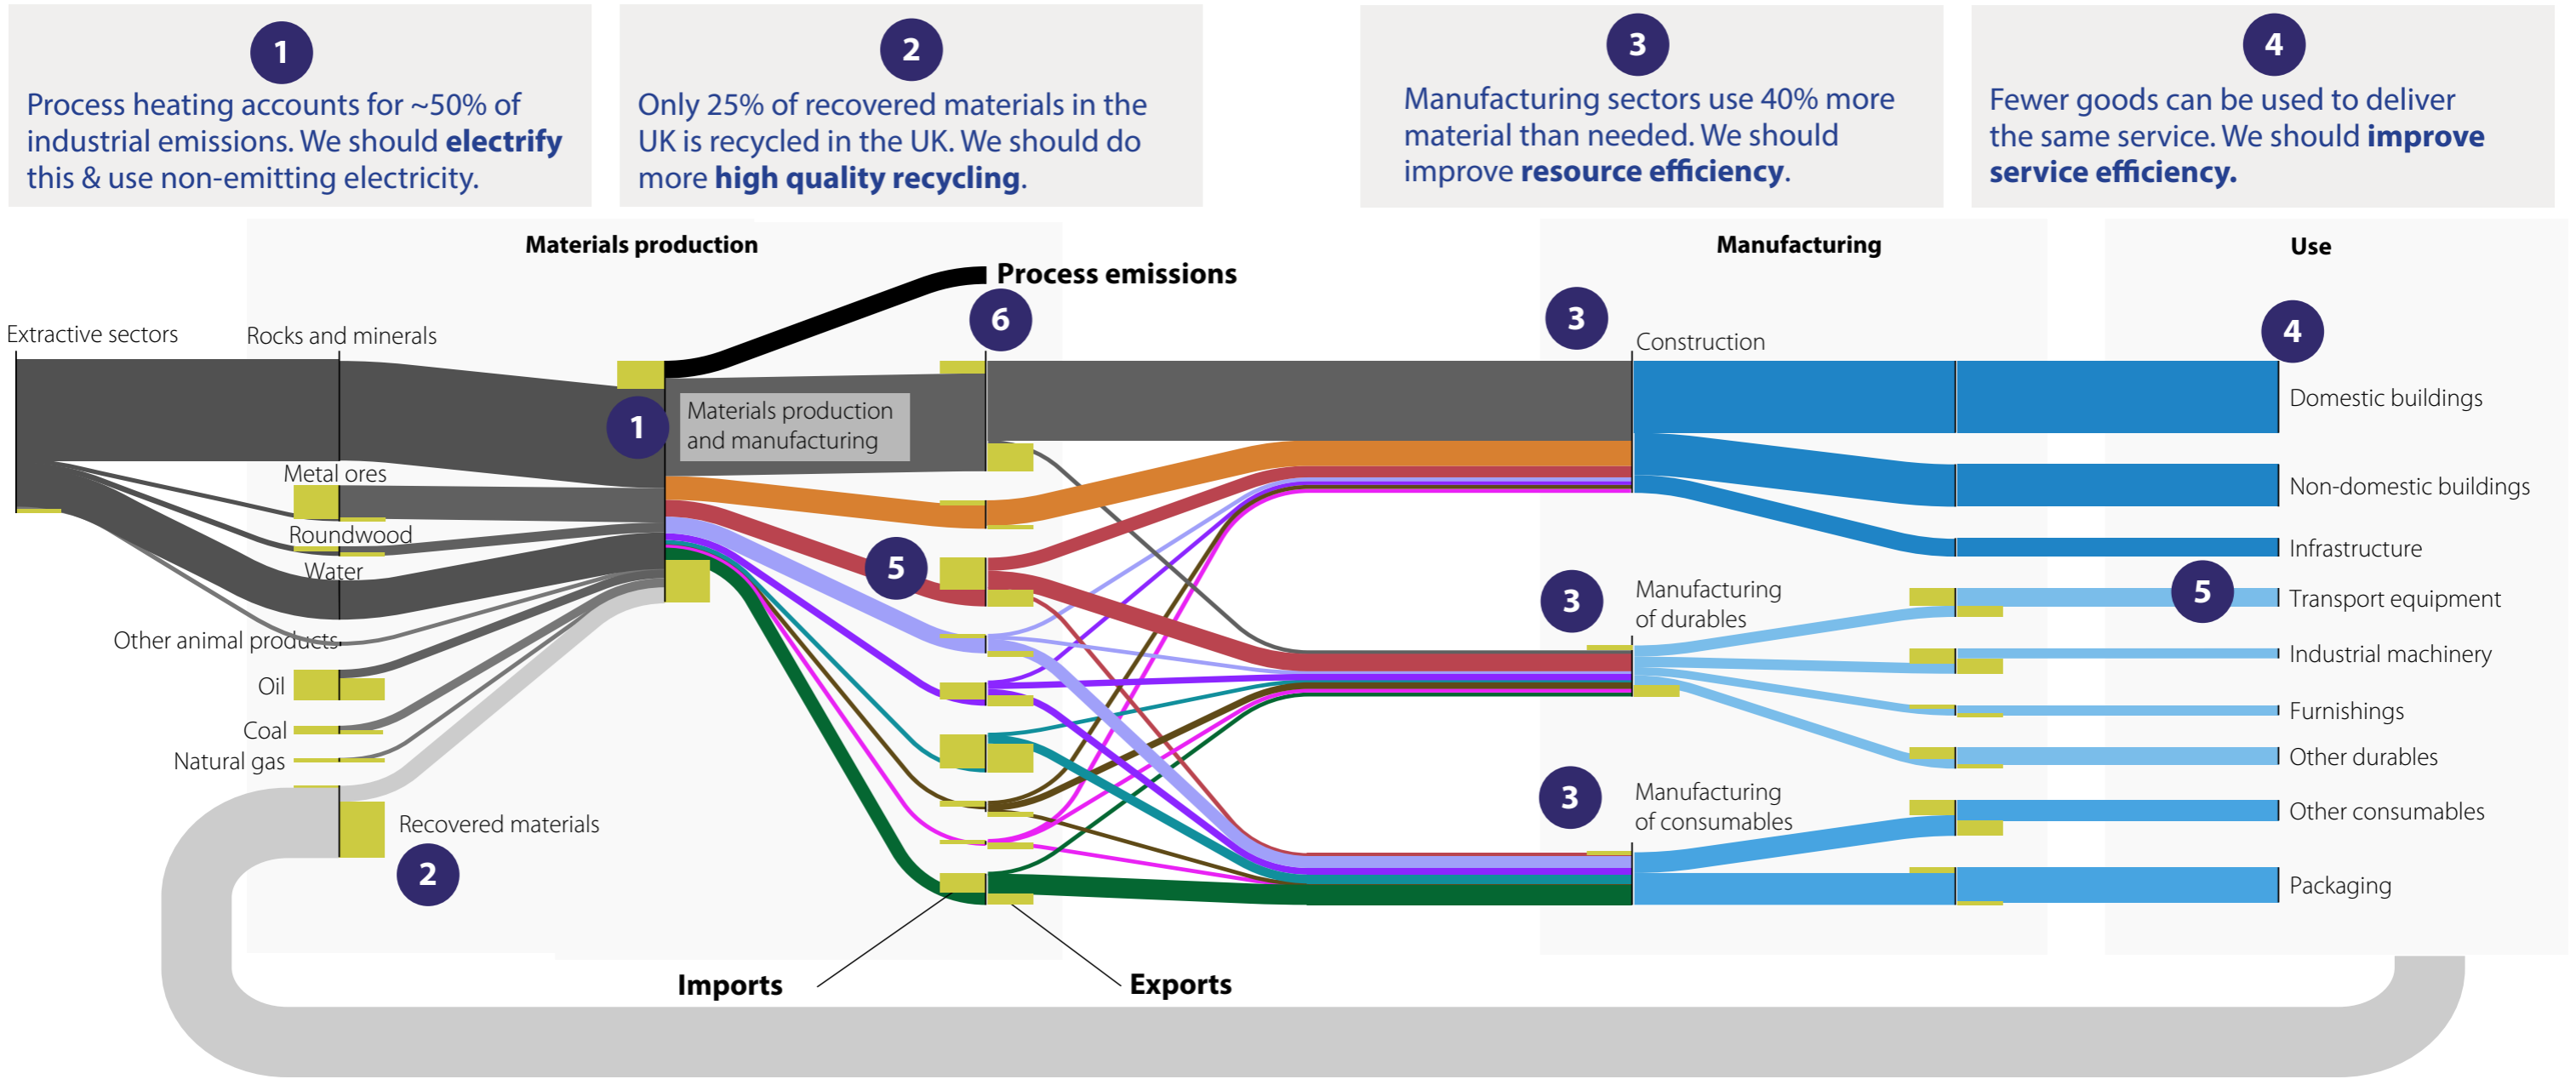 1
Process heating accounts for ~50% of
industrial emissions. We should electrify
this & use non-emitting electricity.
2
Only 25% of recovered materials in the
UK is recycled in the UK. We should do
more high quality recycling.
3
Manufacturing sectors use 40% more
material than needed. We should
improve resource efficiency.
4
Fewer goods can be used to deliver
the same service. We should improve
service efficiency.
Materials production
Manufacturing
Use
Process emissions
6
3
4
Extractive sectors
Rocks and minerals
Construction
1
Materials production
and manufacturing
Domestic buildings
Metal ores
Non-domestic buildings
Roundwood
Water
5
Infrastructure
3
Manufacturing
of durables
5
Transport equipment
Other animal products
Industrial machinery
Oil
Furnishings
Coal
Natural gas
Other durables
3
Manufacturing
of consumables
Other consumables
Recovered materials
2
Packaging
Imports
Exports